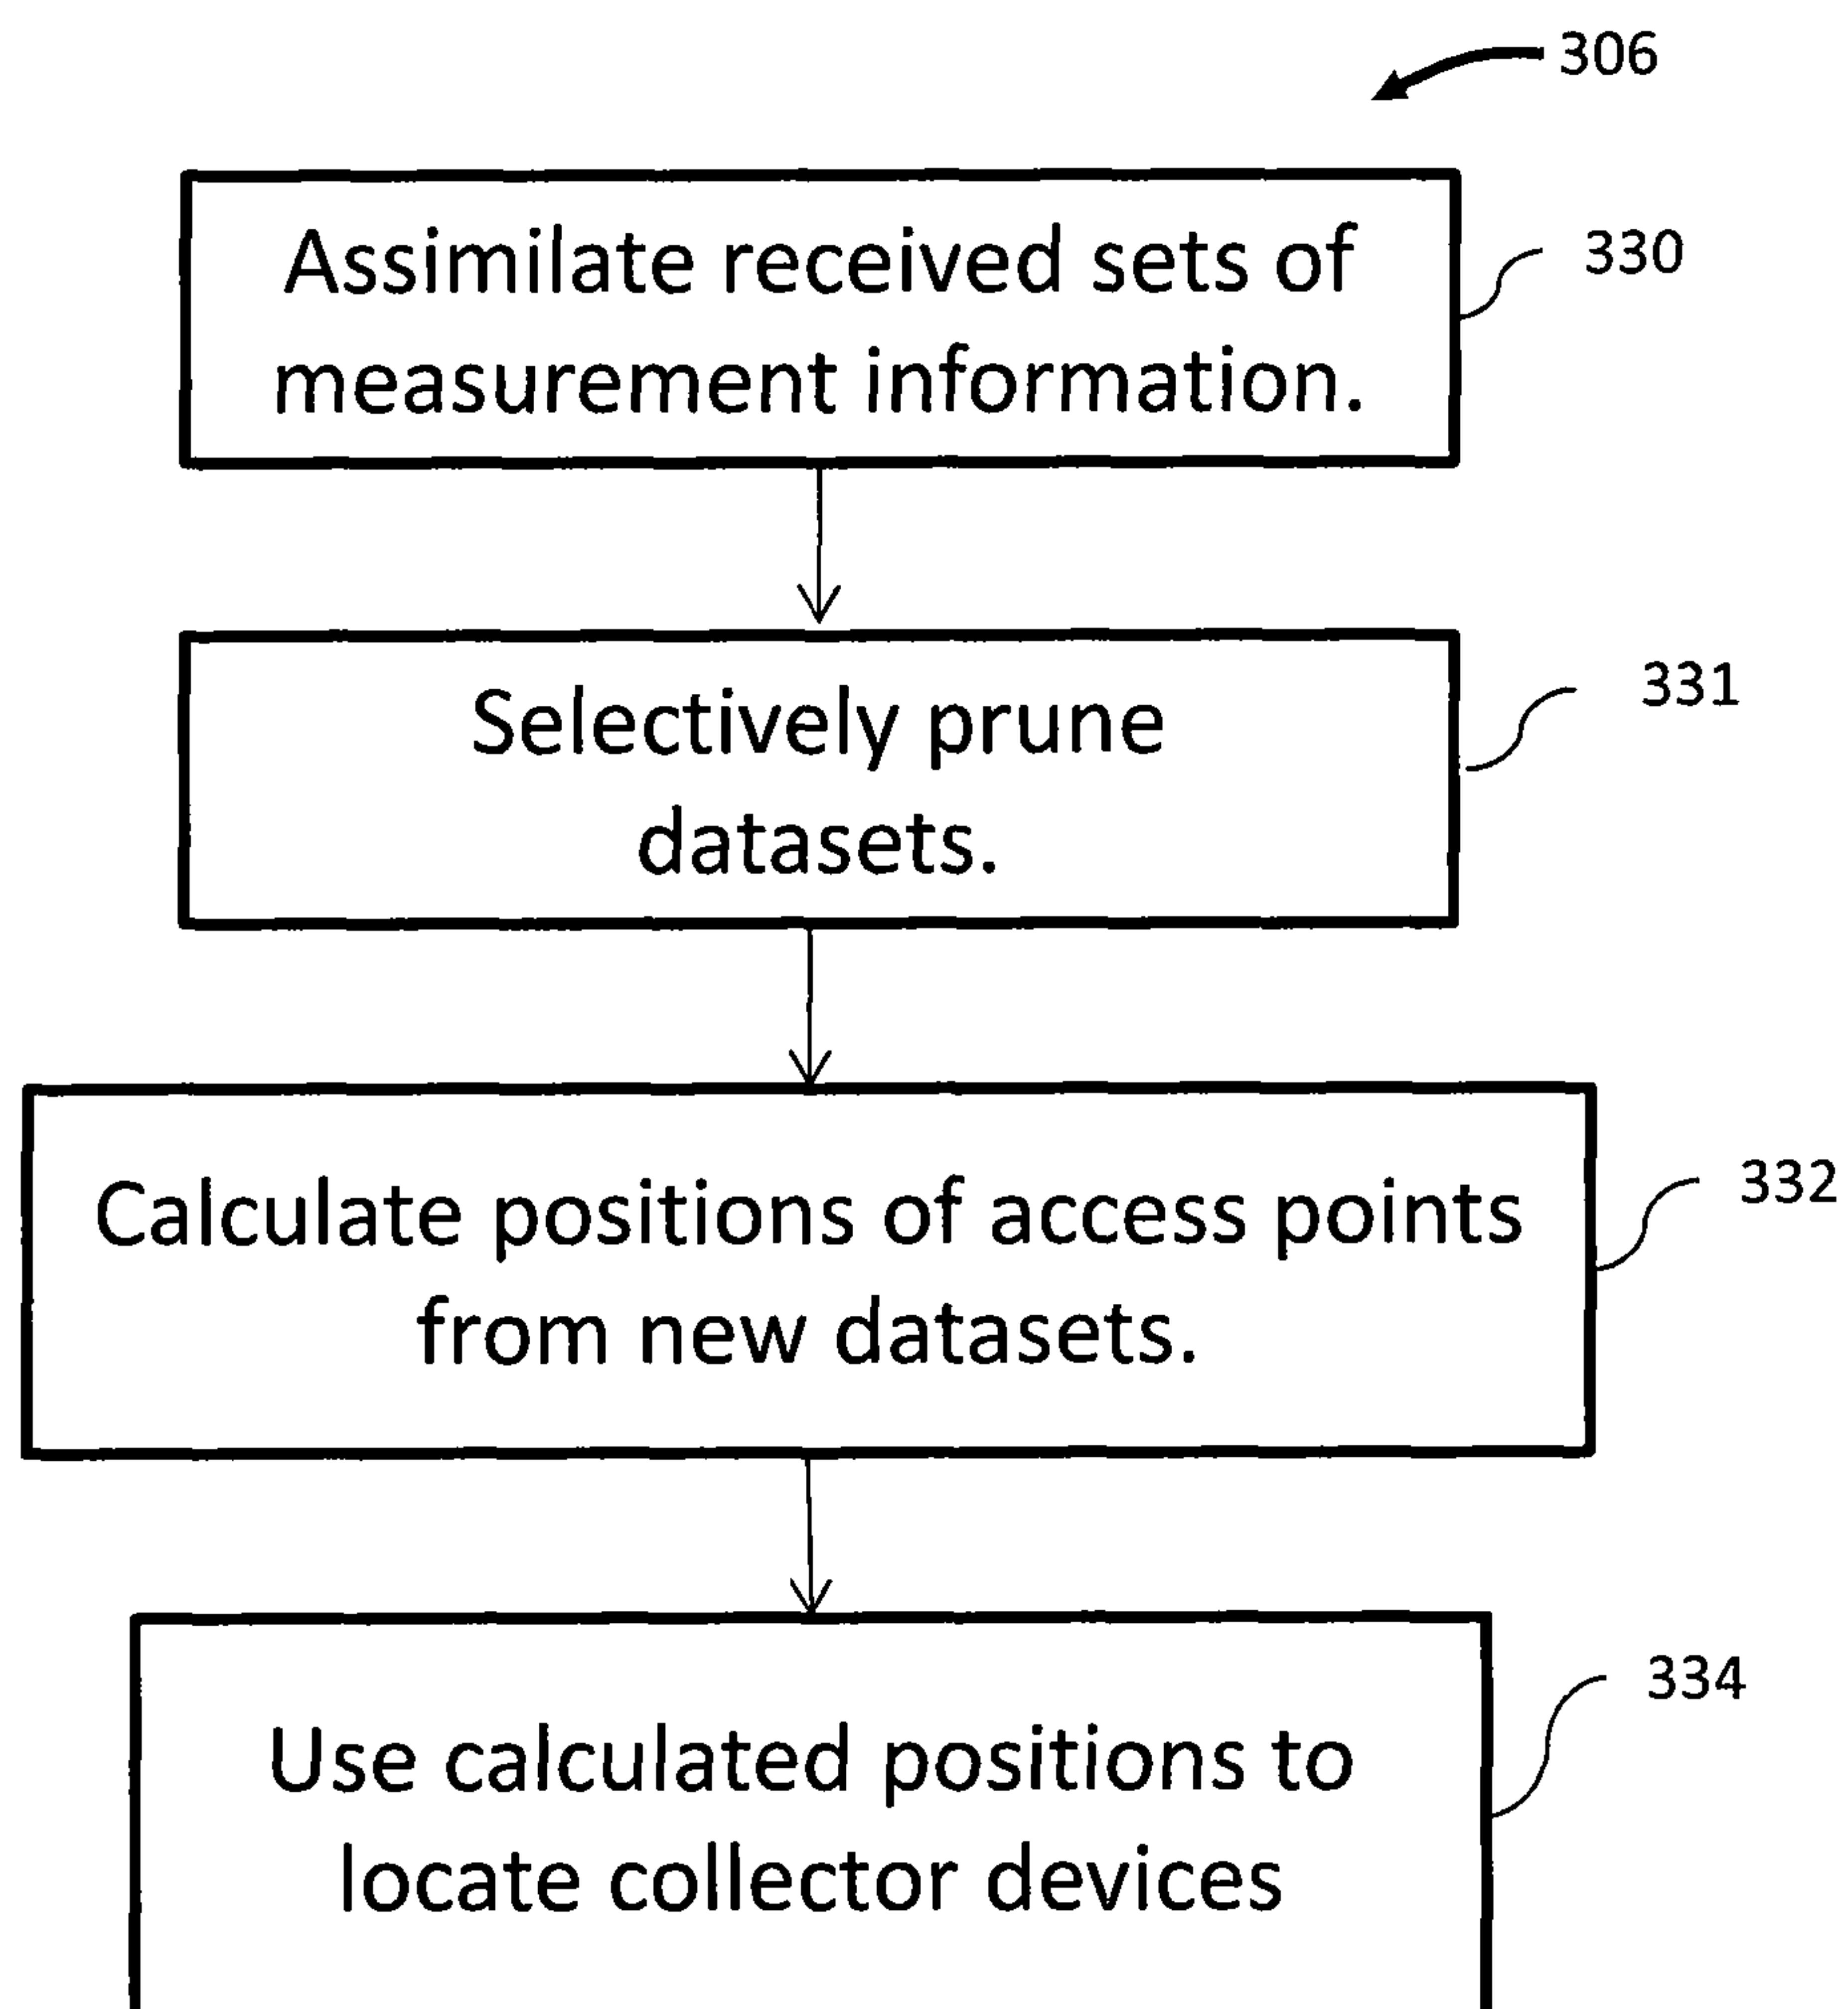 306
Assimilate received sets of
measurement information.
330
Selectively prune
datasets.
331
Calculate positions of access points
from new datasets.
332
Use calculated positions to
locate collector devices
334